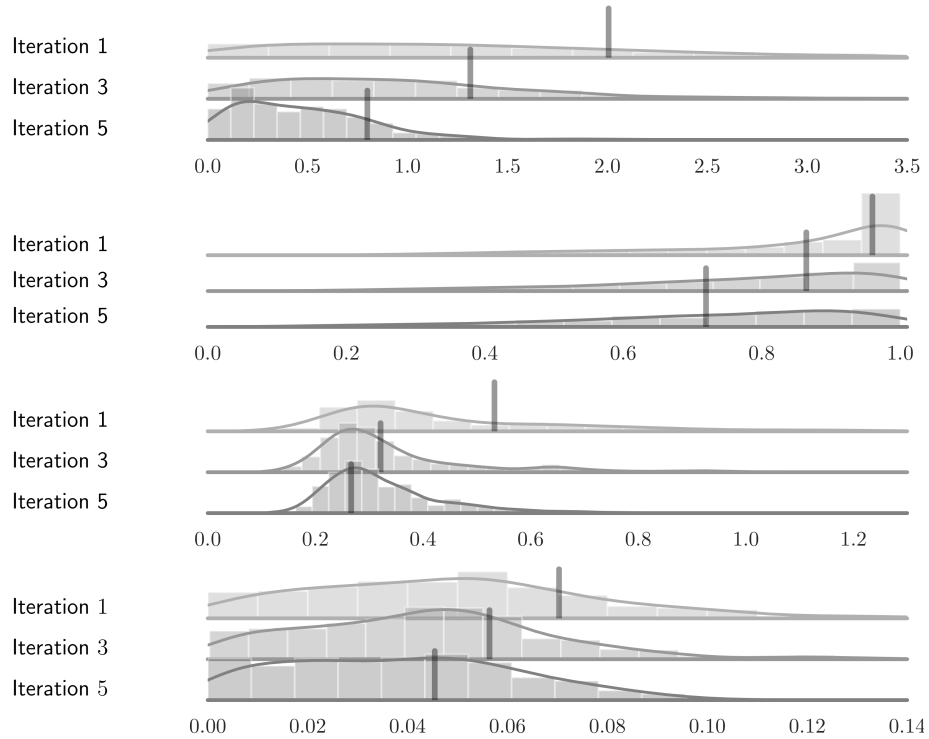 Iteration 1
Iteration 3
Iteration 5
0.0 0.5 1.0 1.5 2.0 2.5 3.0 3.5
Iteration 1
Iteration 3
Iteration 5
0.0 0.2 0.4 0.6 0.8 1.0
Iteration 1
Iteration 3
Iteration 5
0.0 0.2 0.4 0.6 0.8 1.0 1.2
Iteration 1
Iteration 3
Iteration 5
0.00 0.02 0.04 0.06 0.08 0.10 0.12 0.14